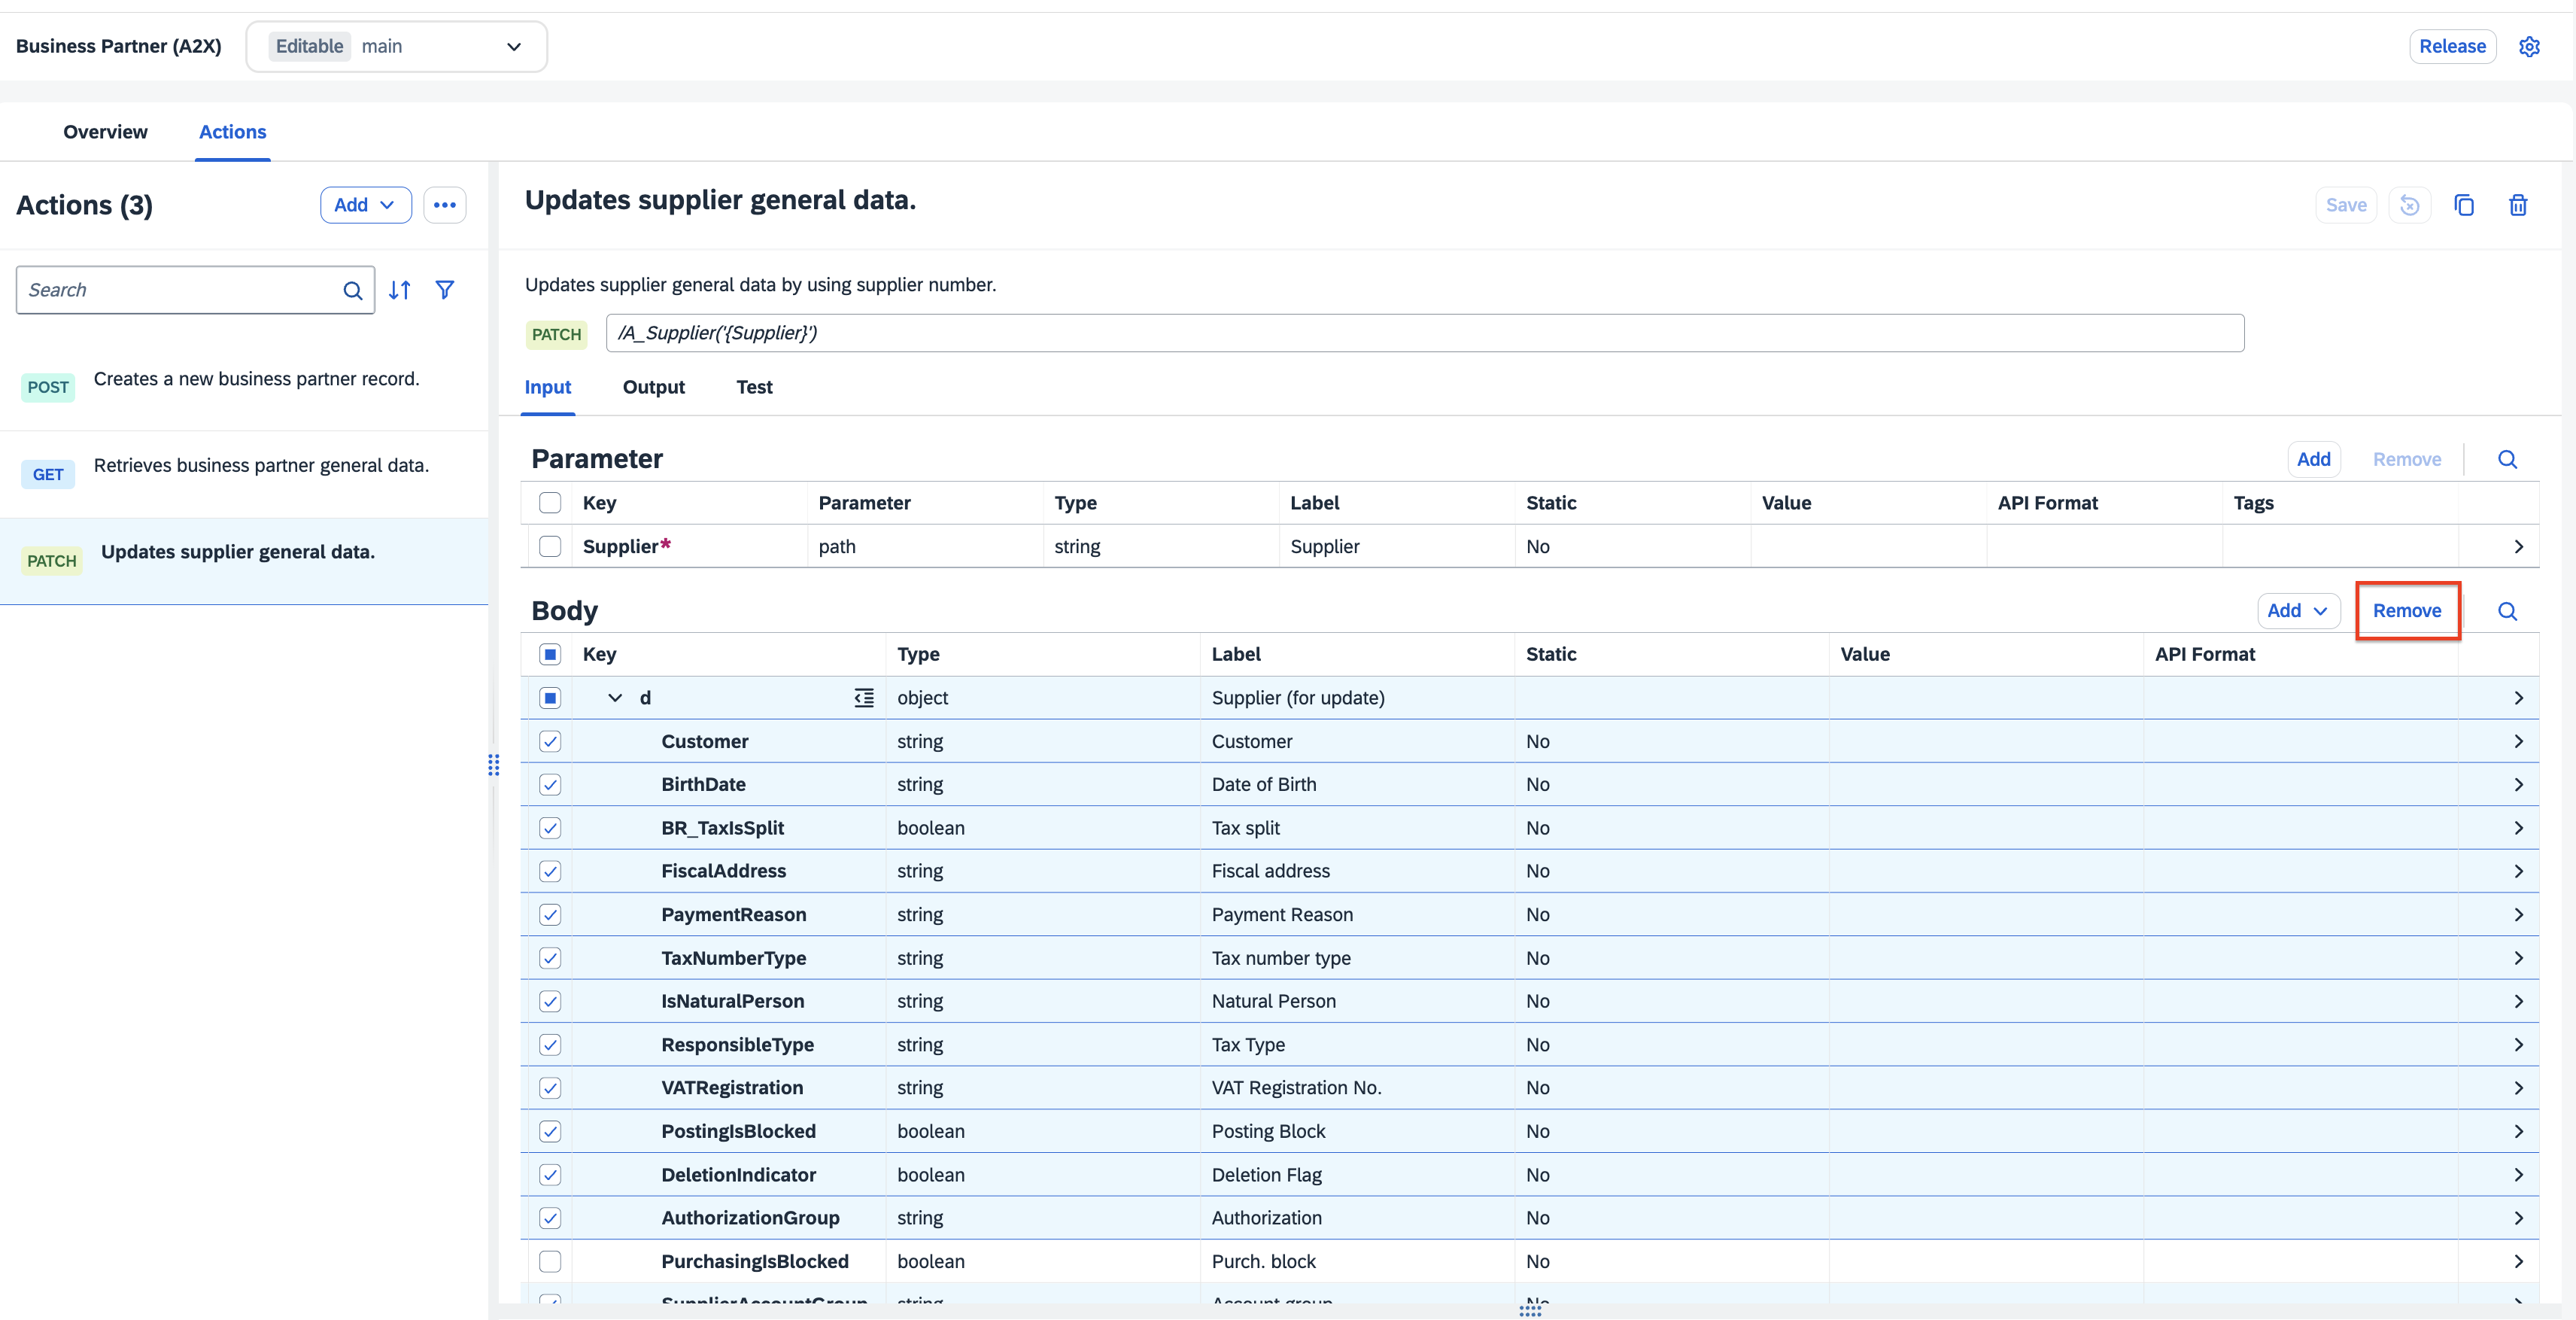 Business Partner (A2X) Editable main Release
Overview Actions
Actions (3) Add
Search
POST Creates a new business partner record.
GET Retrieves business partner general data.
PATCH Updates supplier general data.
Updates supplier general data. Save
Updates supplier general data by using supplier number.
PATCH /A_Supplier('{Supplier}')
Input Output Test
Parameter Add Remove
Key Parameter Type Label Static Value API Format Tags
Supplier* path string Supplier No
Body Add Remove
Key Type Label Static Value API Format
d object Supplier (for update)
Customer string Customer No
BirthDate string Date of Birth No
BR_TaxIsSplit boolean Tax split No
FiscalAddress string Fiscal address No
PaymentReason string Payment Reason No
TaxNumberType string Tax number type No
IsNaturalPerson string Natural Person No
ResponsibleType string Tax Type No
VATRegistration string VAT Registration No. No
PostingIsBlocked boolean Posting Block No
DeletionIndicator boolean Deletion Flag No
AuthorizationGroup string Authorization No
PurchasingIsBlocked boolean Purch. block No
SupplierAccountGroup string Account group No